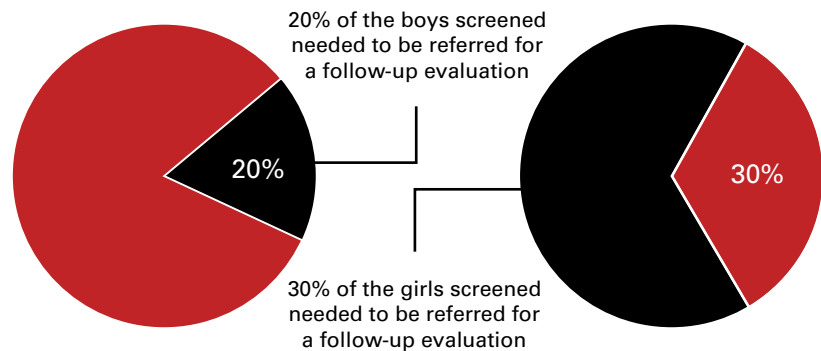 20% of the boys screened
needed to be referred for
a follow-up evaluation
20%
30%
30% of the girls screened
needed to be referred for
a follow-up evaluation